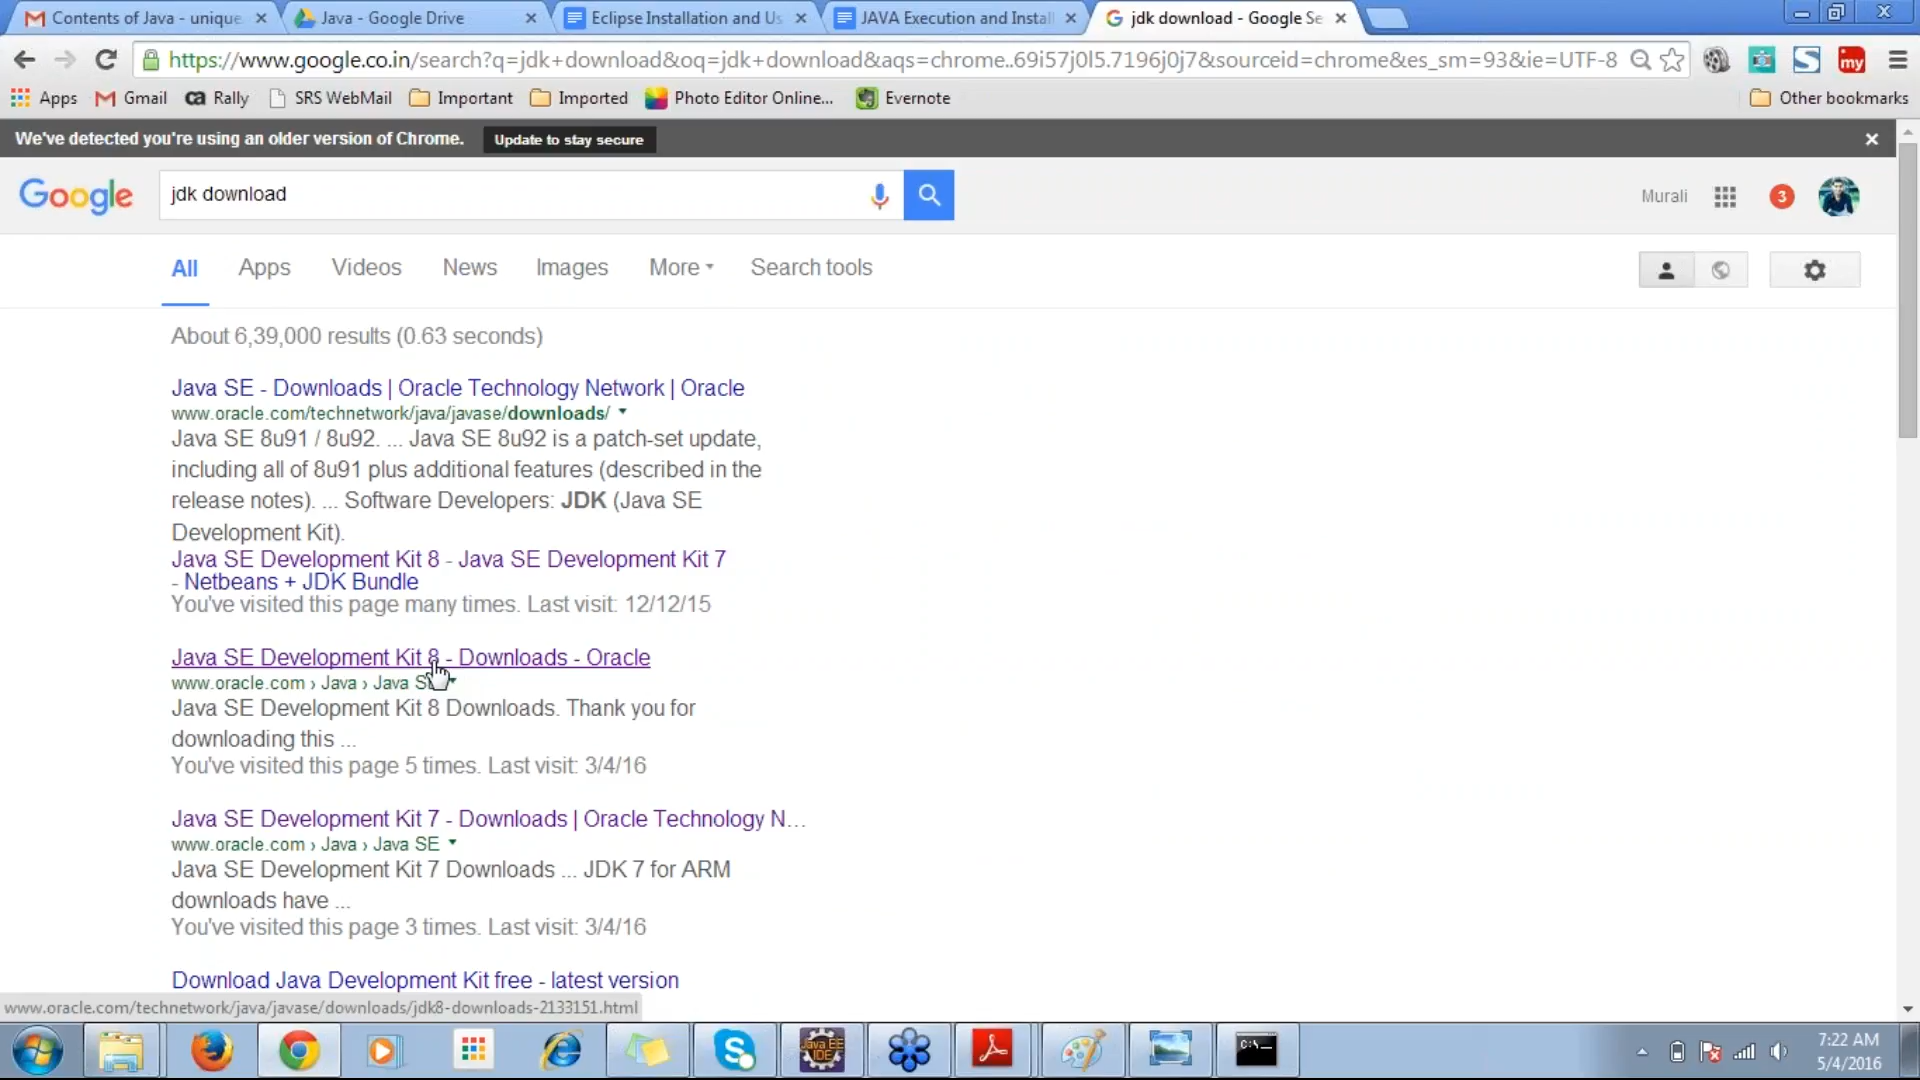 Contents of Java - unique
Java - Google Drive
Eclipse Installation and Us
JAVA Execution and Install
jdk download - Google Se
https://www.google.co.in/search?q=jdk+download&oq=jdk+download&aqs=chrome..69i57j0l5.7196j0j7&sourceid=chrome&es_sm=93&ie=UTF-8
my
Apps
Gmail
ca Rally
SRS WebMail
Important
Imported
Photo Editor Online...
Evernote
Other bookmarks
We've detected you're using an older version of Chrome.
Update to stay secure
Google
jdk download
Murali
3
All
Apps
Videos
News
Images
More
Search tools
About 6,39,000 results (0.63 seconds)
Java SE - Downloads | Oracle Technology Network | Oracle
www.oracle.com/technetwork/java/javase/downloads/
Java SE 8u91 / 8u92. ... Java SE 8u92 is a patch-set update,
including all of 8u91 plus additional features (described in the
release notes). ... Software Developers: JDK (Java SE
Development Kit).
Java SE Development Kit 8 - Java SE Development Kit 7
- Netbeans + JDK Bundle
You've visited this page many times. Last visit: 12/12/15
Java SE Development Kit 8 - Downloads - Oracle
www.oracle.com › Java › Java S
Java SE Development Kit 8 Downloads. Thank you for
downloading this ...
You've visited this page 5 times. Last visit: 3/4/16
Java SE Development Kit 7 - Downloads | Oracle Technology N...
www.oracle.com › Java › Java SE
Java SE Development Kit 7 Downloads ... JDK 7 for ARM
downloads have ...
You've visited this page 3 times. Last visit: 3/4/16
Download Java Development Kit free - latest version
www.oracle.com/technetwork/java/javase/downloads/jdk8-downloads-2133151.html
Java EE
IDE
C:\_
7:22 AM
5/4/2016